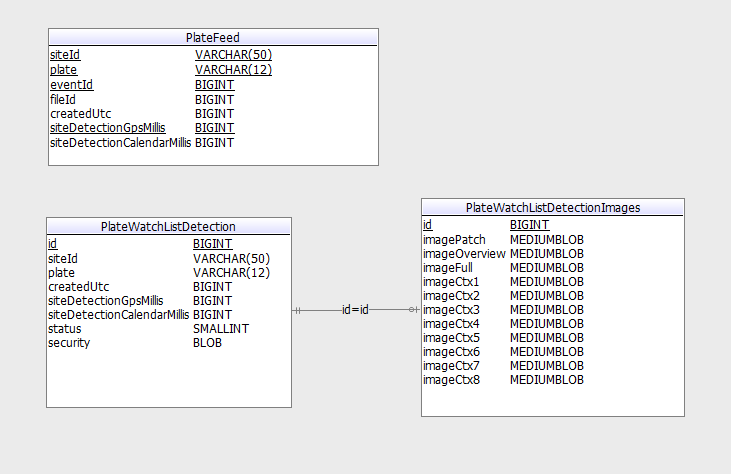 PlateFeed
siteId VARCHAR(50)
plate VARCHAR(12)
eventId BIGINT
fileId BIGINT
createdUtc BIGINT
siteDetectionGpsMillis BIGINT
siteDetectionCalendarMillis BIGINT
PlateWatchListDetection
id BIGINT
siteId VARCHAR(50)
plate VARCHAR(12)
createdUtc BIGINT
siteDetectionGpsMillis BIGINT
siteDetectionCalendarMillis BIGINT
status SMALLINT
security BLOB
id=id
PlateWatchListDetectionImages
id BIGINT
imagePatch MEDIUMBLOB
imageOverview MEDIUMBLOB
imageFull MEDIUMBLOB
imageCtx1 MEDIUMBLOB
imageCtx2 MEDIUMBLOB
imageCtx3 MEDIUMBLOB
imageCtx4 MEDIUMBLOB
imageCtx5 MEDIUMBLOB
imageCtx6 MEDIUMBLOB
imageCtx7 MEDIUMBLOB
imageCtx8 MEDIUMBLOB